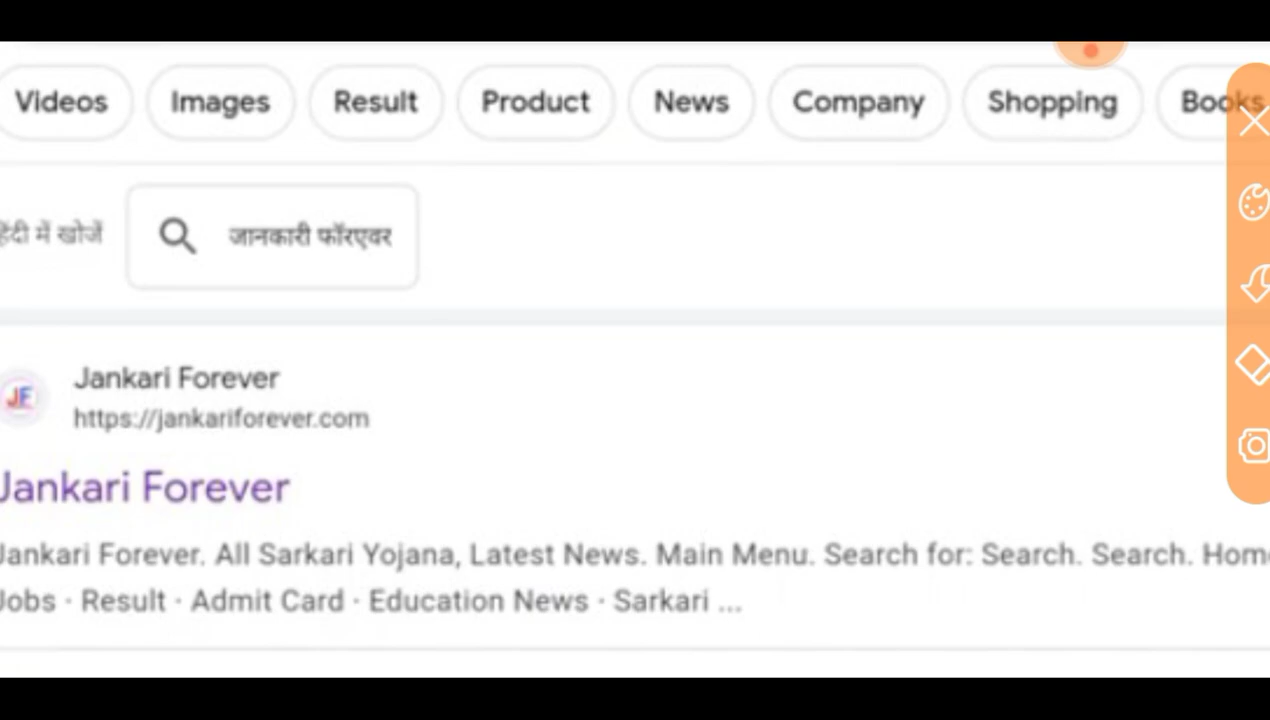 Videos Images Result Product News Company Shopping Books
हिंदी में खोजें जानकारी फॉरएवर
JF Jankari Forever
https://jankariforever.com
Jankari Forever
Jankari Forever. All Sarkari Yojana, Latest News. Main Menu. Search for: Search. Search. Home
Jobs · Result · Admit Card · Education News · Sarkari ...